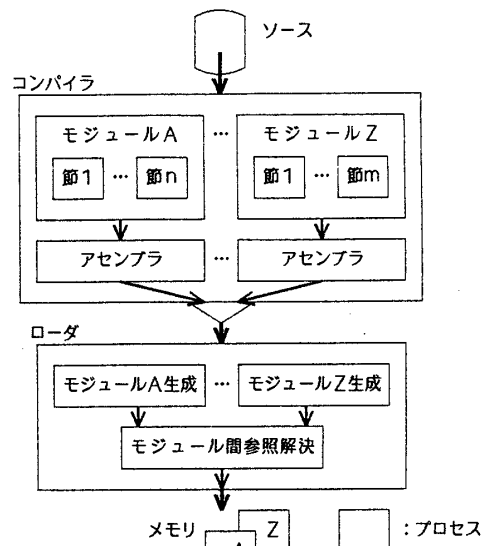 ソース
コンパイラ
モジュールA … モジュールZ
節1 … 節n 節1 … 節m
アセンブラ … アセンブラ
ローダ
モジュールA生成 … モジュールZ生成
モジュール間参照解決
メモリ Z :プロセス